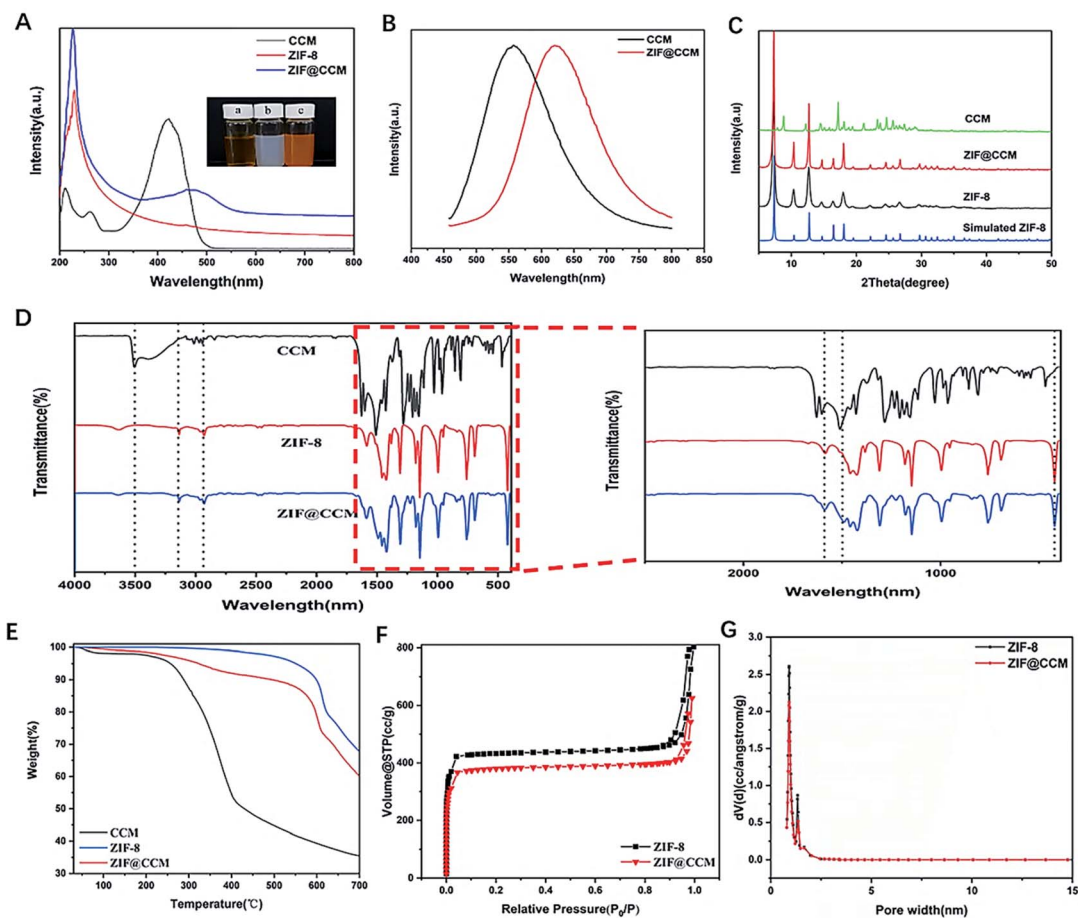 A
CCM
ZIF-8
ZIF@CCM
a b c
Intensity(a.u.)
200 300 400 500 600 700 800
Wavelength(nm)
B
CCM
ZIF@CCM
Intensity(a.u.)
400 450 500 550 600 650 700 750 800 850
Wavelength(nm)
C
CCM
ZIF@CCM
ZIF-8
Simulated ZIF-8
Intensity(a.u)
10 20 30 40 50
2Theta(degree)
D
CCM
ZIF-8
ZIF@CCM
Transmittance(%)
4000 3500 3000 2500 2000 1500 1000 500
Wavelength(nm)
Transmittance(%)
2000 1000
Wavelength(nm)
E
100
90
80
70
60
50
40
30
Weight(%)
CCM
ZIF-8
ZIF@CCM
100 200 300 400 500 600 700
Temperature(℃)
F
800
600
400
200
0
Volume@STP(cc/g)
ZIF-8
ZIF@CCM
0.0 0.2 0.4 0.6 0.8 1.0
Relative Pressure(P0/P)
G
3.0
2.5
2.0
1.5
1.0
0.5
0.0
dV(d)(cc/angstrom/g)
ZIF-8
ZIF@CCM
0 5 10 15
Pore width(nm)